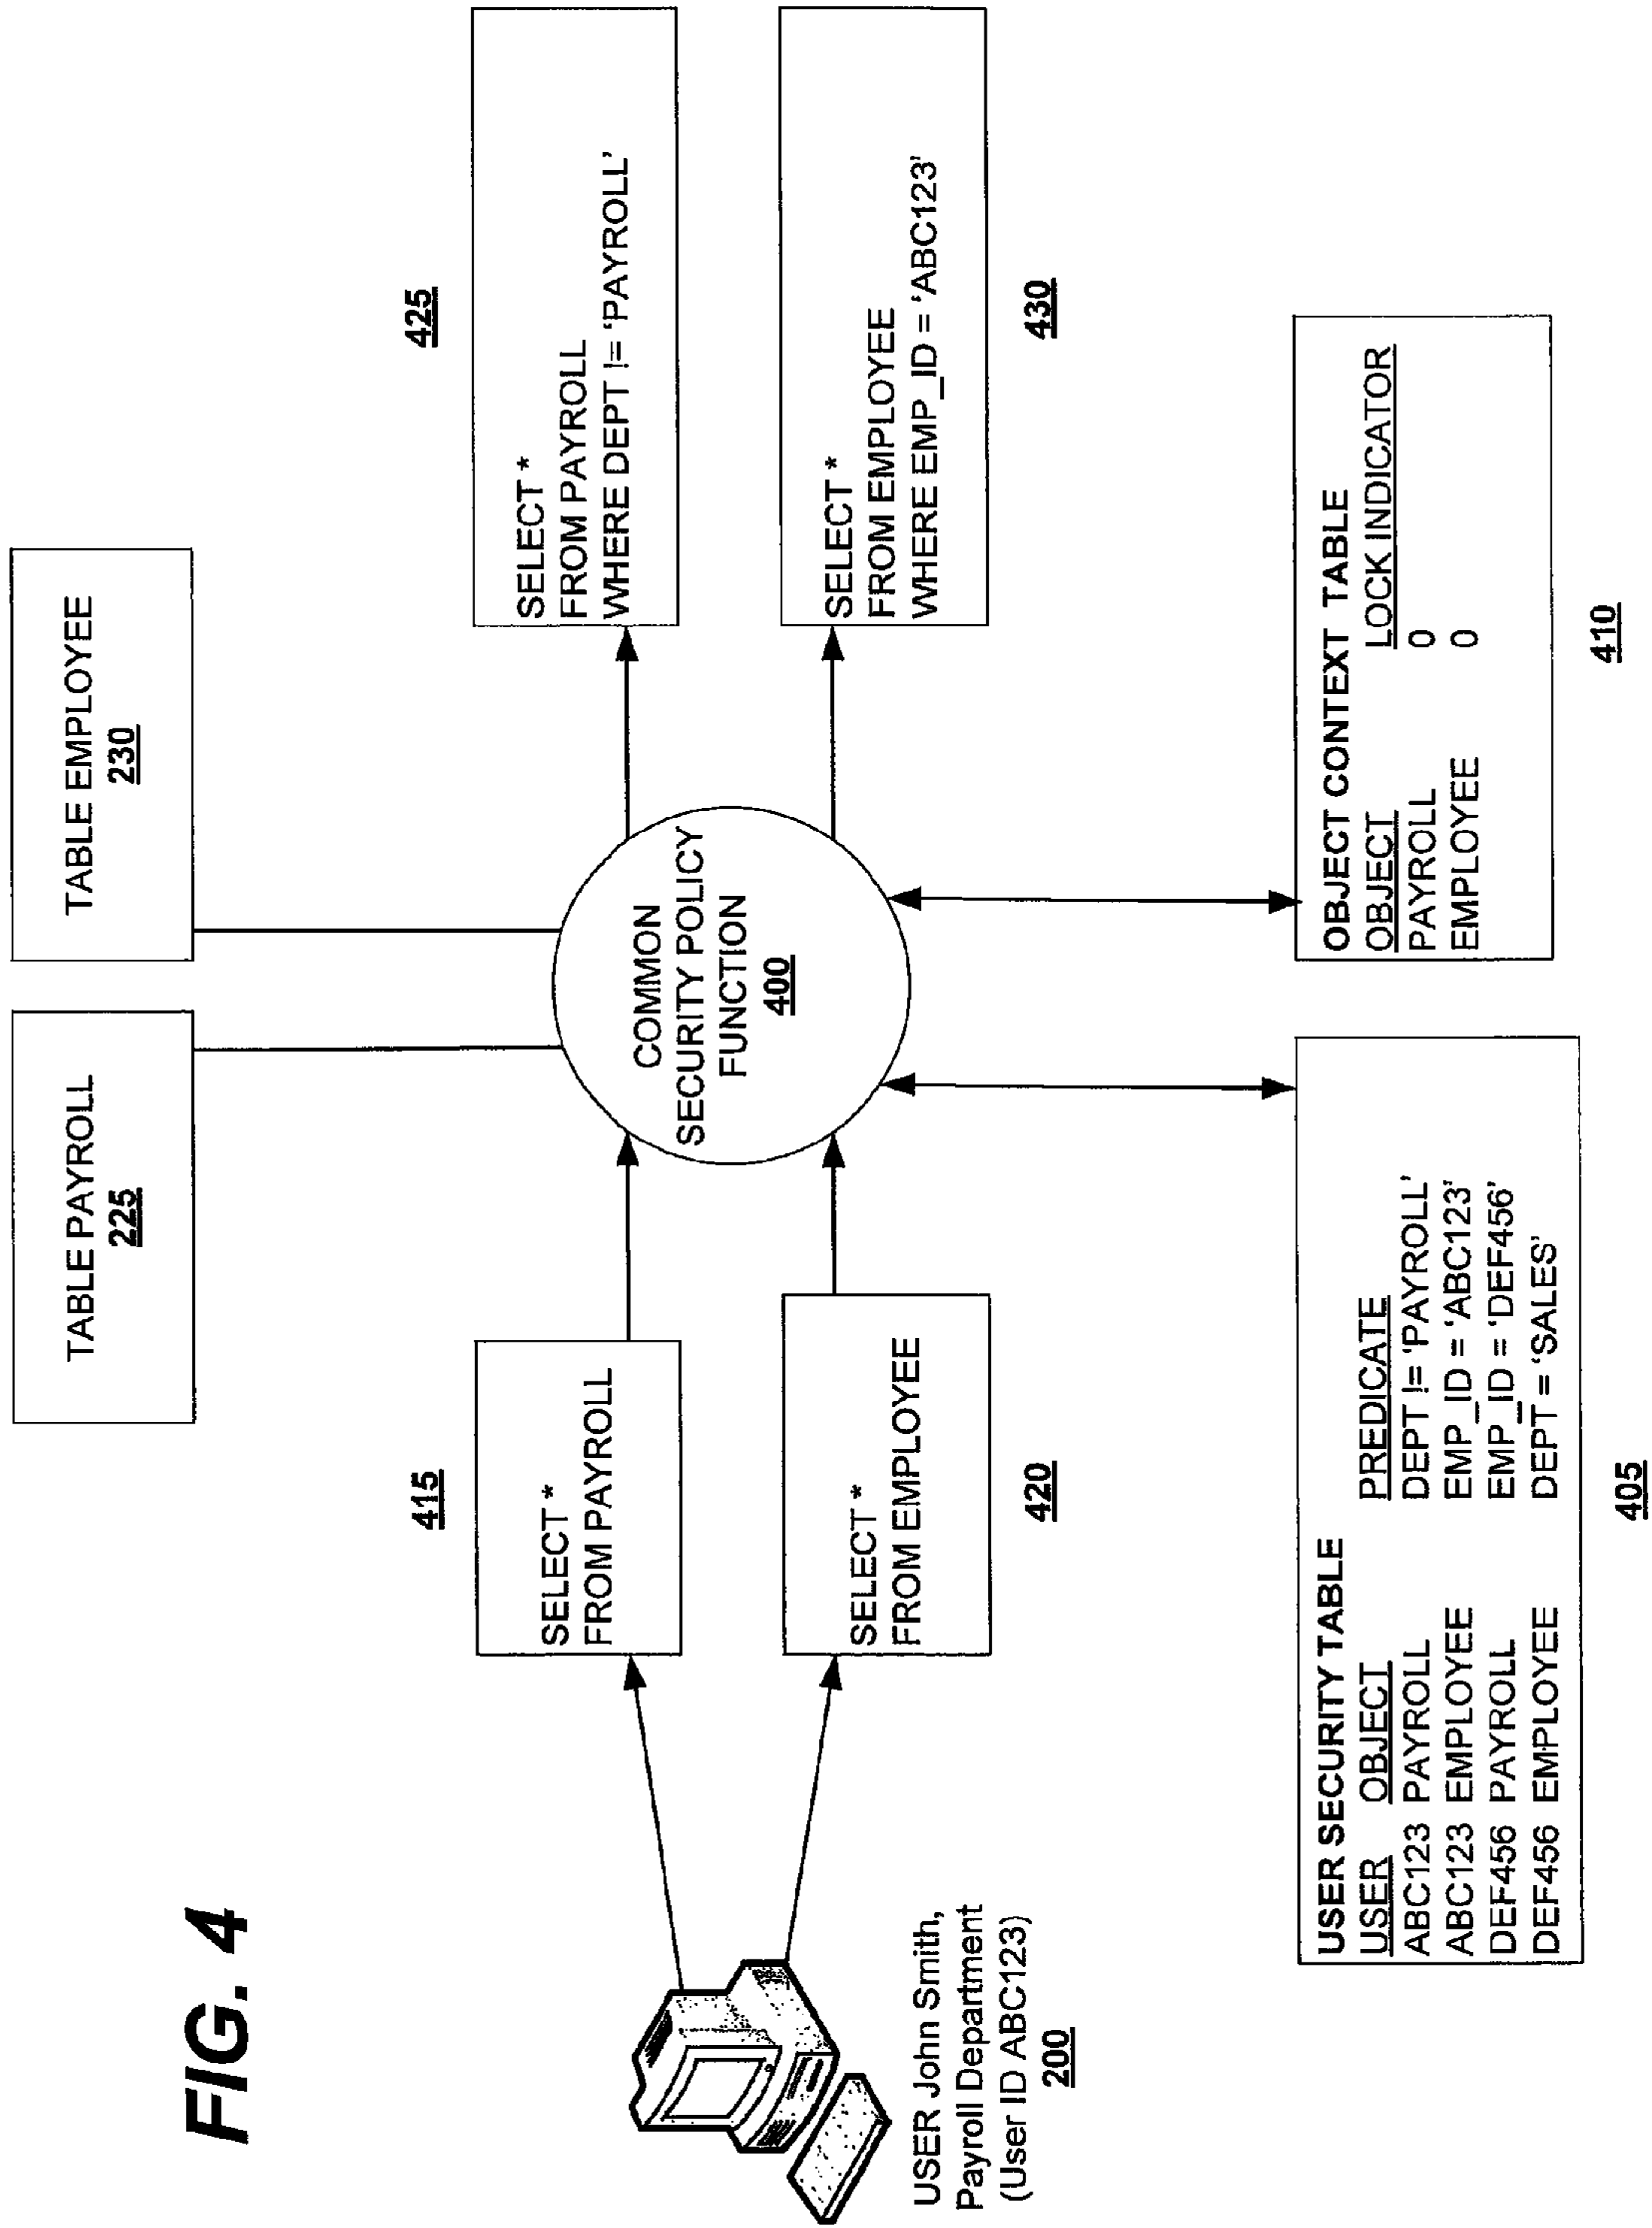 FIG. 4
TABLE PAYROLL
225
TABLE EMPLOYEE
230
415
SELECT *
FROM PAYROLL
SELECT *
FROM EMPLOYEE
420
COMMON
SECURITY POLICY
FUNCTION
400
425
SELECT *
FROM PAYROLL
WHERE DEPT != 'PAYROLL'
SELECT *
FROM EMPLOYEE
WHERE EMP_ID = 'ABC123'
430
USER John Smith,
Payroll Department
(User ID ABC123)
200
USER SECURITY TABLE
USER OBJECT PREDICATE
ABC123 PAYROLL DEPT != 'PAYROLL'
ABC123 EMPLOYEE EMP_ID = 'ABC123'
DEF456 PAYROLL EMP_ID = 'DEF456'
DEF456 EMPLOYEE DEPT = 'SALES'
405
OBJECT CONTEXT TABLE
OBJECT LOCK INDICATOR
PAYROLL 0
EMPLOYEE 0
410